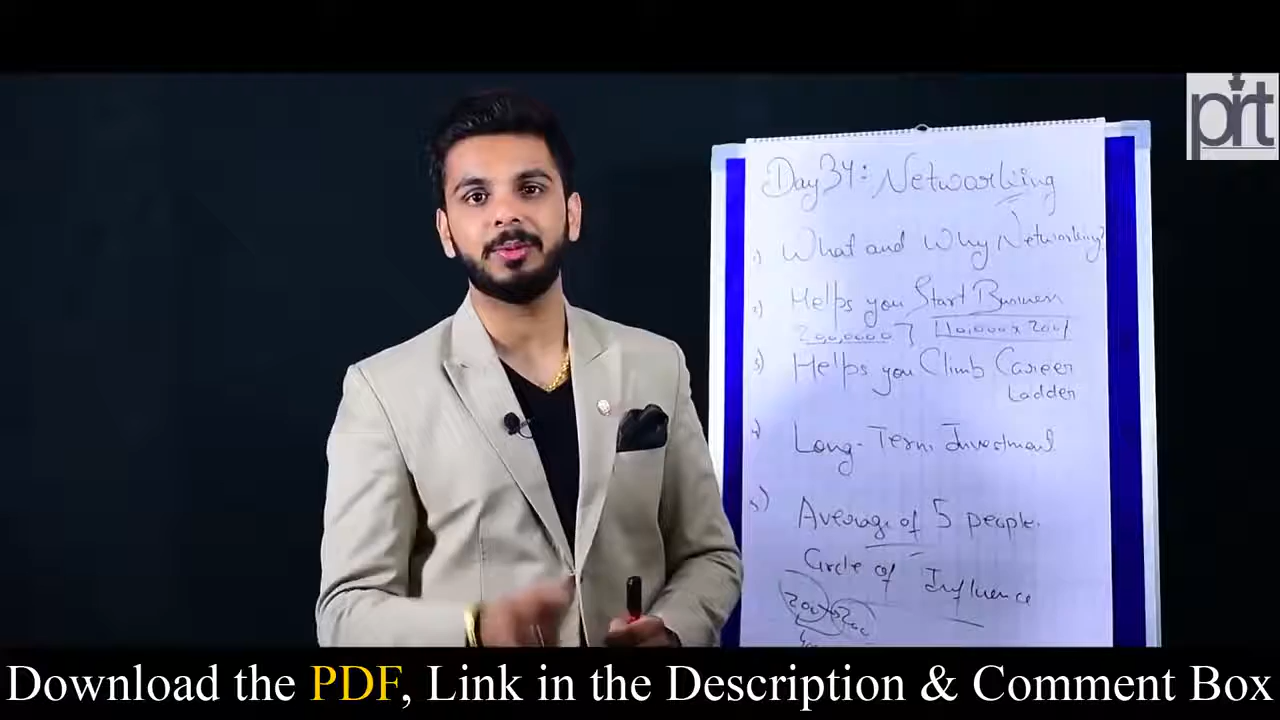 prt
Day 34: Networking
1) What and Why Networking?
2) Helps you Start Business
3) Helps you Climb Career
Ladder
4) Long-Term Investment
5) Average of 5 people.
Circle of Influence
Download the PDF, Link in the Description & Comment Box